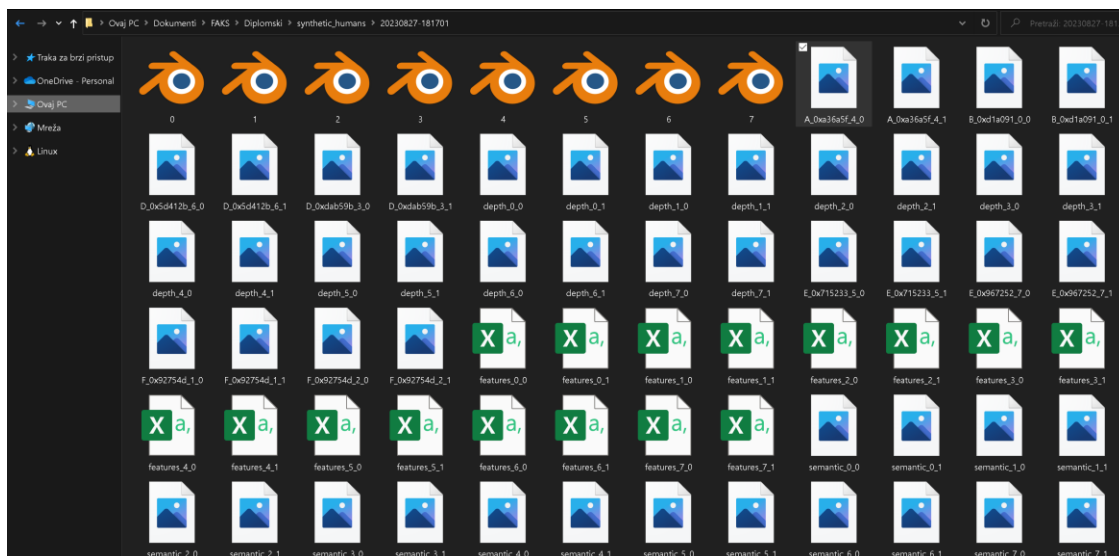 Ovaj PC > Dokumenti > FAKS > Diplomski > synthetic_humans > 20230827-181701
Pretraži: 20230827-181
Traka za brzi pristup
OneDrive - Personal
Ovaj PC
Mreža
Linux
0 1 2 3 4 5 6 7 A_0xa36a5f_4_0 A_0xa36a5f_4_1 B_0xd1a091_0_0 B_0xd1a091_0_1
D_0x5d412b_6_0 D_0x5d412b_6_1 D_0xdab59b_3_0 D_0xdab59b_3_1 depth_0_0 depth_0_1 depth_1_0 depth_1_1 depth_2_0 depth_2_1 depth_3_0 depth_3_1
depth_4_0 depth_4_1 depth_5_0 depth_5_1 depth_6_0 depth_6_1 depth_7_0 depth_7_1 E_0x715233_5_0 E_0x715233_5_1 E_0x967252_7_0 E_0x967252_7_1
X a, X a, X a, X a, X a, X a, X a, X a,
F_0x92754d_1_0 F_0x92754d_1_1 F_0x92754d_2_0 F_0x92754d_2_1 features_0_0 features_0_1 features_1_0 features_1_1 features_2_0 features_2_1 features_3_0 features_3_1
X a, X a, X a, X a, X a, X a, X a, X a,
features_4_0 features_4_1 features_5_0 features_5_1 features_6_0 features_6_1 features_7_0 features_7_1 semantic_0_0 semantic_0_1 semantic_1_0 semantic_1_1
semantic_2_0 semantic_2_1 semantic_3_0 semantic_3_1 semantic_4_0 semantic_4_1 semantic_5_0 semantic_5_1 semantic_6_0 semantic_6_1 semantic_7_0 semantic_7_1